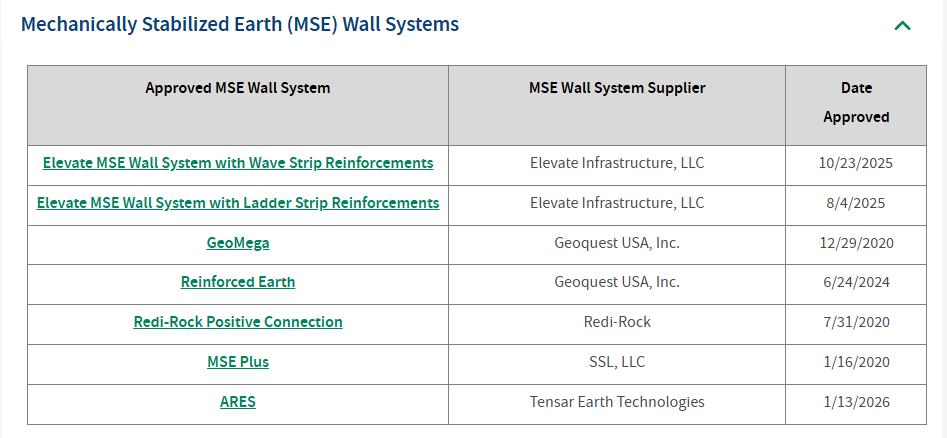 Mechanically Stabilized Earth (MSE) Wall Systems
Approved MSE Wall System MSE Wall System Supplier Date
Approved
Elevate MSE Wall System with Wave Strip Reinforcements Elevate Infrastructure, LLC 10/23/2025
Elevate MSE Wall System with Ladder Strip Reinforcements Elevate Infrastructure, LLC 8/4/2025
GeoMega Geoquest USA, Inc. 12/29/2020
Reinforced Earth Geoquest USA, Inc. 6/24/2024
Redi-Rock Positive Connection Redi-Rock 7/31/2020
MSE Plus SSL, LLC 1/16/2020
ARES Tensar Earth Technologies 1/13/2026